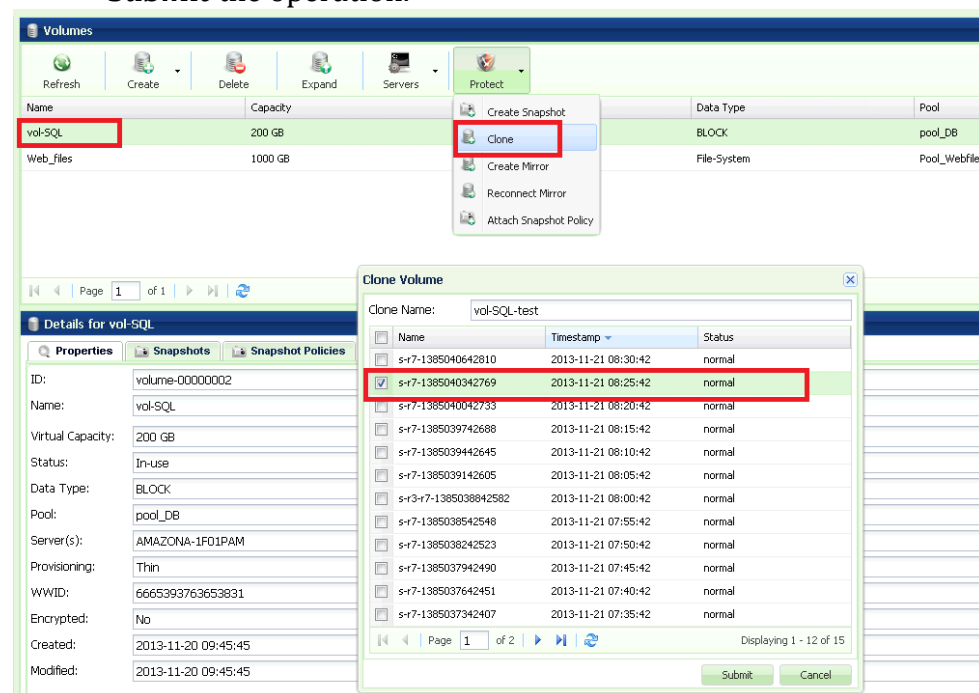 Submit the operation.
Volumes
Refresh Create Delete Expand Servers Protect
Name Capacity Data Type Pool
vol-SQL 200 GB BLOCK pool_DB
Web_files 1000 GB File-System Pool_Webfile
Create Snapshot
Clone
Create Mirror
Reconnect Mirror
Attach Snapshot Policy
Page 1 of 1
Details for vol-SQL
Properties Snapshots Snapshot Policies
ID: volume-00000002
Name: vol-SQL
Virtual Capacity: 200 GB
Status: In-use
Data Type: BLOCK
Pool: pool_DB
Server(s): AMAZONA-1F01PAM
Provisioning: Thin
WWID: 6665393763653831
Encrypted: No
Created: 2013-11-20 09:45:45
Modified: 2013-11-20 09:45:45
Clone Volume
Clone Name: vol-SQL-test
Name Timestamp Status
s-r7-1385040642810 2013-11-21 08:30:42 normal
s-r7-1385040342769 2013-11-21 08:25:42 normal
s-r7-1385040042733 2013-11-21 08:20:42 normal
s-r7-1385039742688 2013-11-21 08:15:42 normal
s-r7-1385039442645 2013-11-21 08:10:42 normal
s-r7-1385039142605 2013-11-21 08:05:42 normal
s-r3-r7-1385038842582 2013-11-21 08:00:42 normal
s-r7-1385038542548 2013-11-21 07:55:42 normal
s-r7-1385038242523 2013-11-21 07:50:42 normal
s-r7-1385037942490 2013-11-21 07:45:42 normal
s-r7-1385037642451 2013-11-21 07:40:42 normal
s-r7-1385037342407 2013-11-21 07:35:42 normal
Page 1 of 2 Displaying 1 - 12 of 15
Submit Cancel